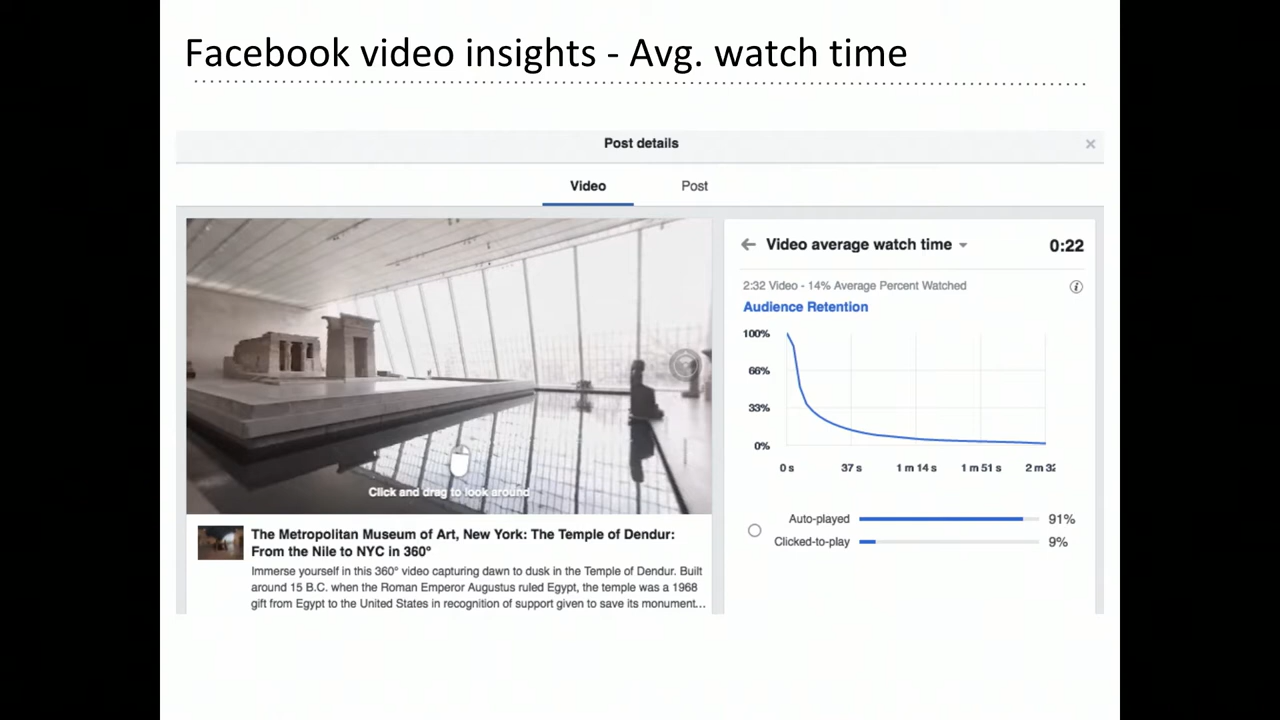 Facebook video insights - Avg. watch time
Post details
Video
Post
Click and drag to look around
The Metropolitan Museum of Art, New York: The Temple of Dendur:
From the Nile to NYC in 360°
Immerse yourself in this 360° video capturing dawn to dusk in the Temple of Dendur. Built
around 15 B.C. when the Roman Emperor Augustus ruled Egypt, the temple was a 1968
gift from Egypt to the United States in recognition of support given to save its monument...
Video average watch time
0:22
2:32 Video - 14% Average Percent Watched
Audience Retention
100%
66%
33%
0%
0 s
37 s
1 m 14 s
1 m 51 s
2 m 32
Auto-played
91%
Clicked-to-play
9%